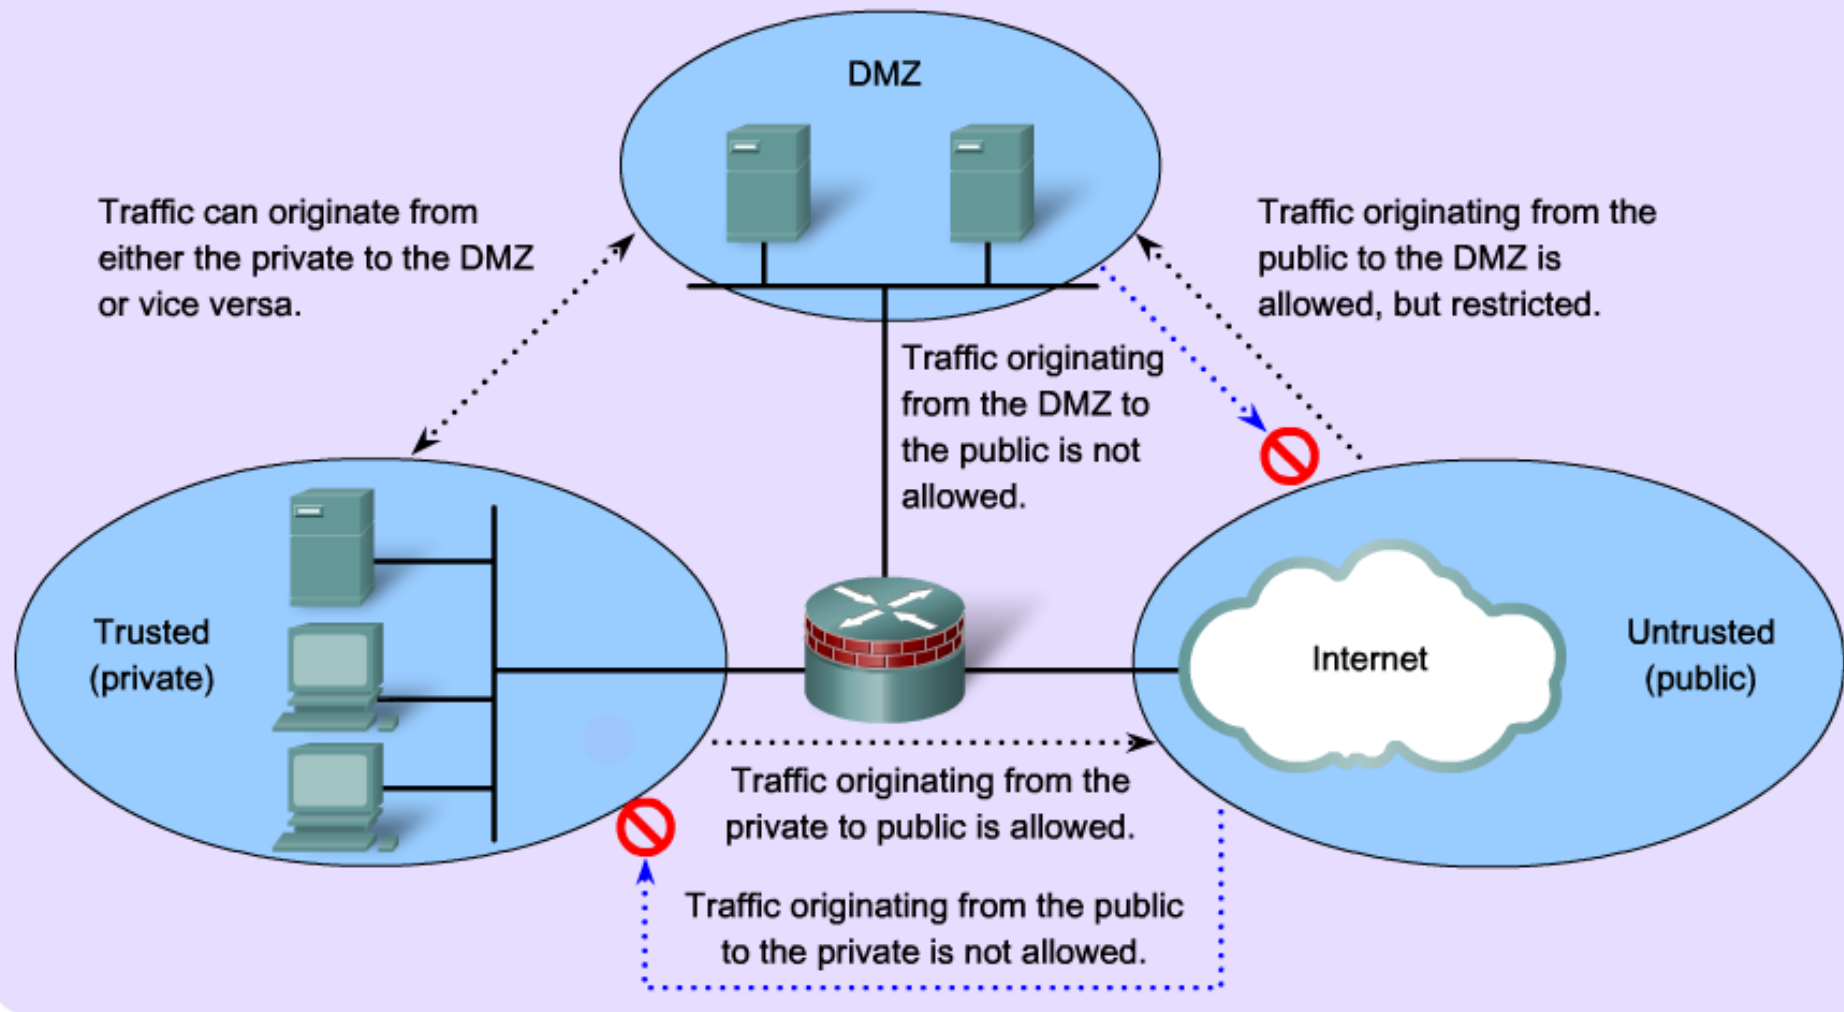 DMZ
Traffic can originate from
either the private to the DMZ
or vice versa.
Traffic originating from the
public to the DMZ is
allowed, but restricted.
Traffic originating
from the DMZ to
the public is not
allowed.
Trusted
(private)
Internet
Untrusted
(public)
Traffic originating from the
private to public is allowed.
Traffic originating from the public
to the private is not allowed.